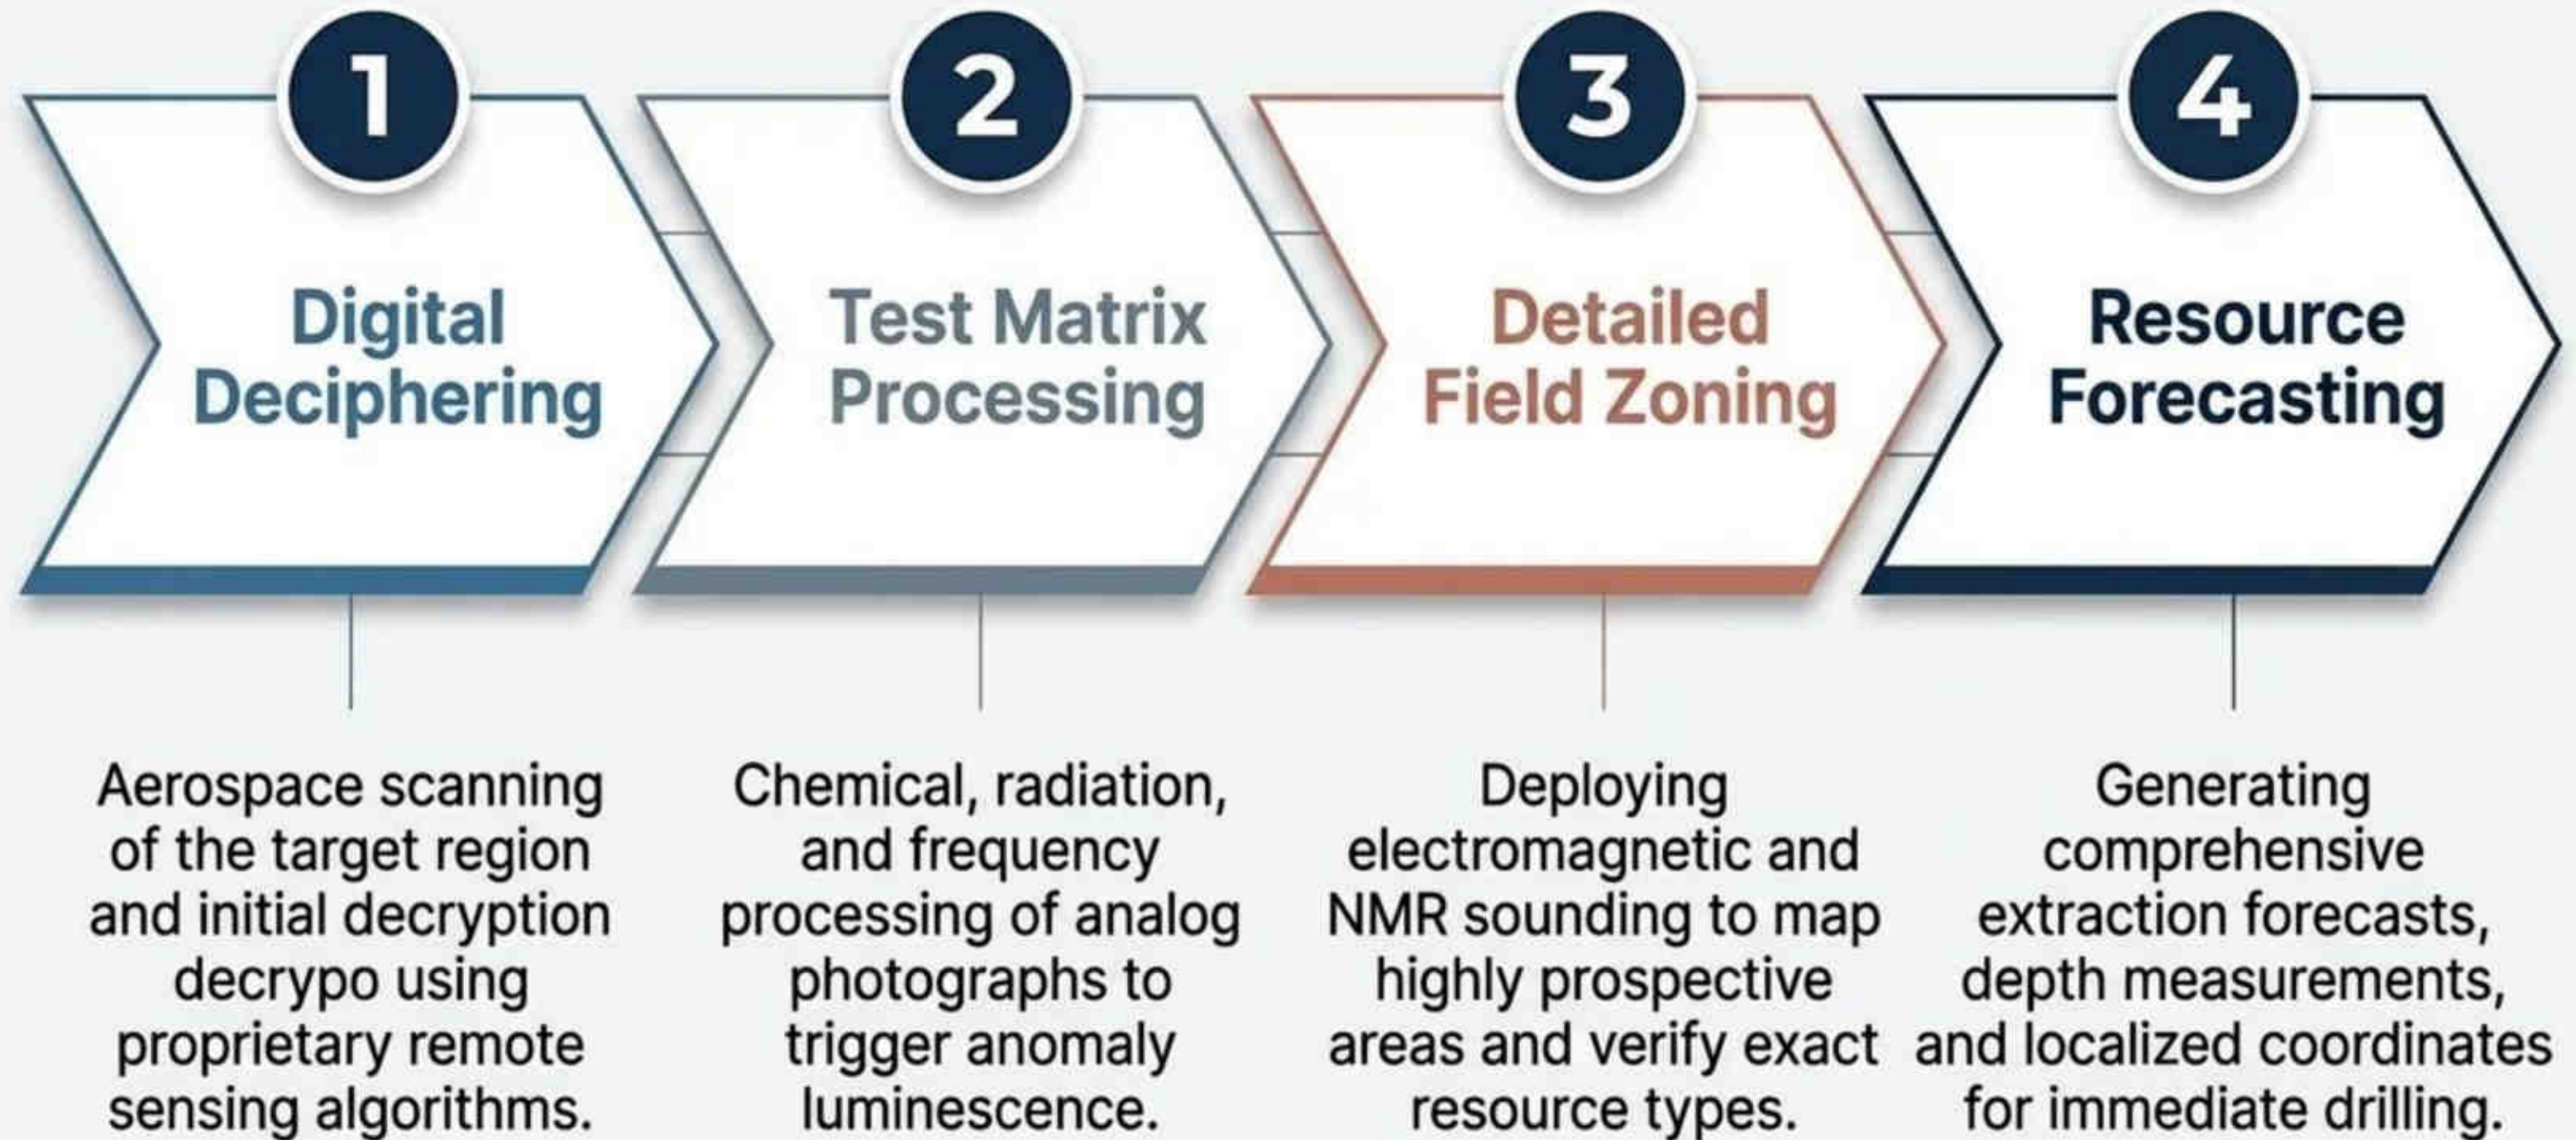 1
Digital
Deciphering
Aerospace scanning
of the target region
and initial decryption
decrypo using
proprietary remote
sensing algorithms.
2
Test Matrix
Processing
Chemical, radiation,
and frequency
processing of analog
photographs to
trigger anomaly
luminescence.
3
Detailed
Field Zoning
Deploying
electromagnetic and
NMR sounding to map
highly prospective
areas and verify exact
resource types.
4
Resource
Forecasting
Generating
comprehensive
extraction forecasts,
depth measurements,
and localized coordinates
for immediate drilling.